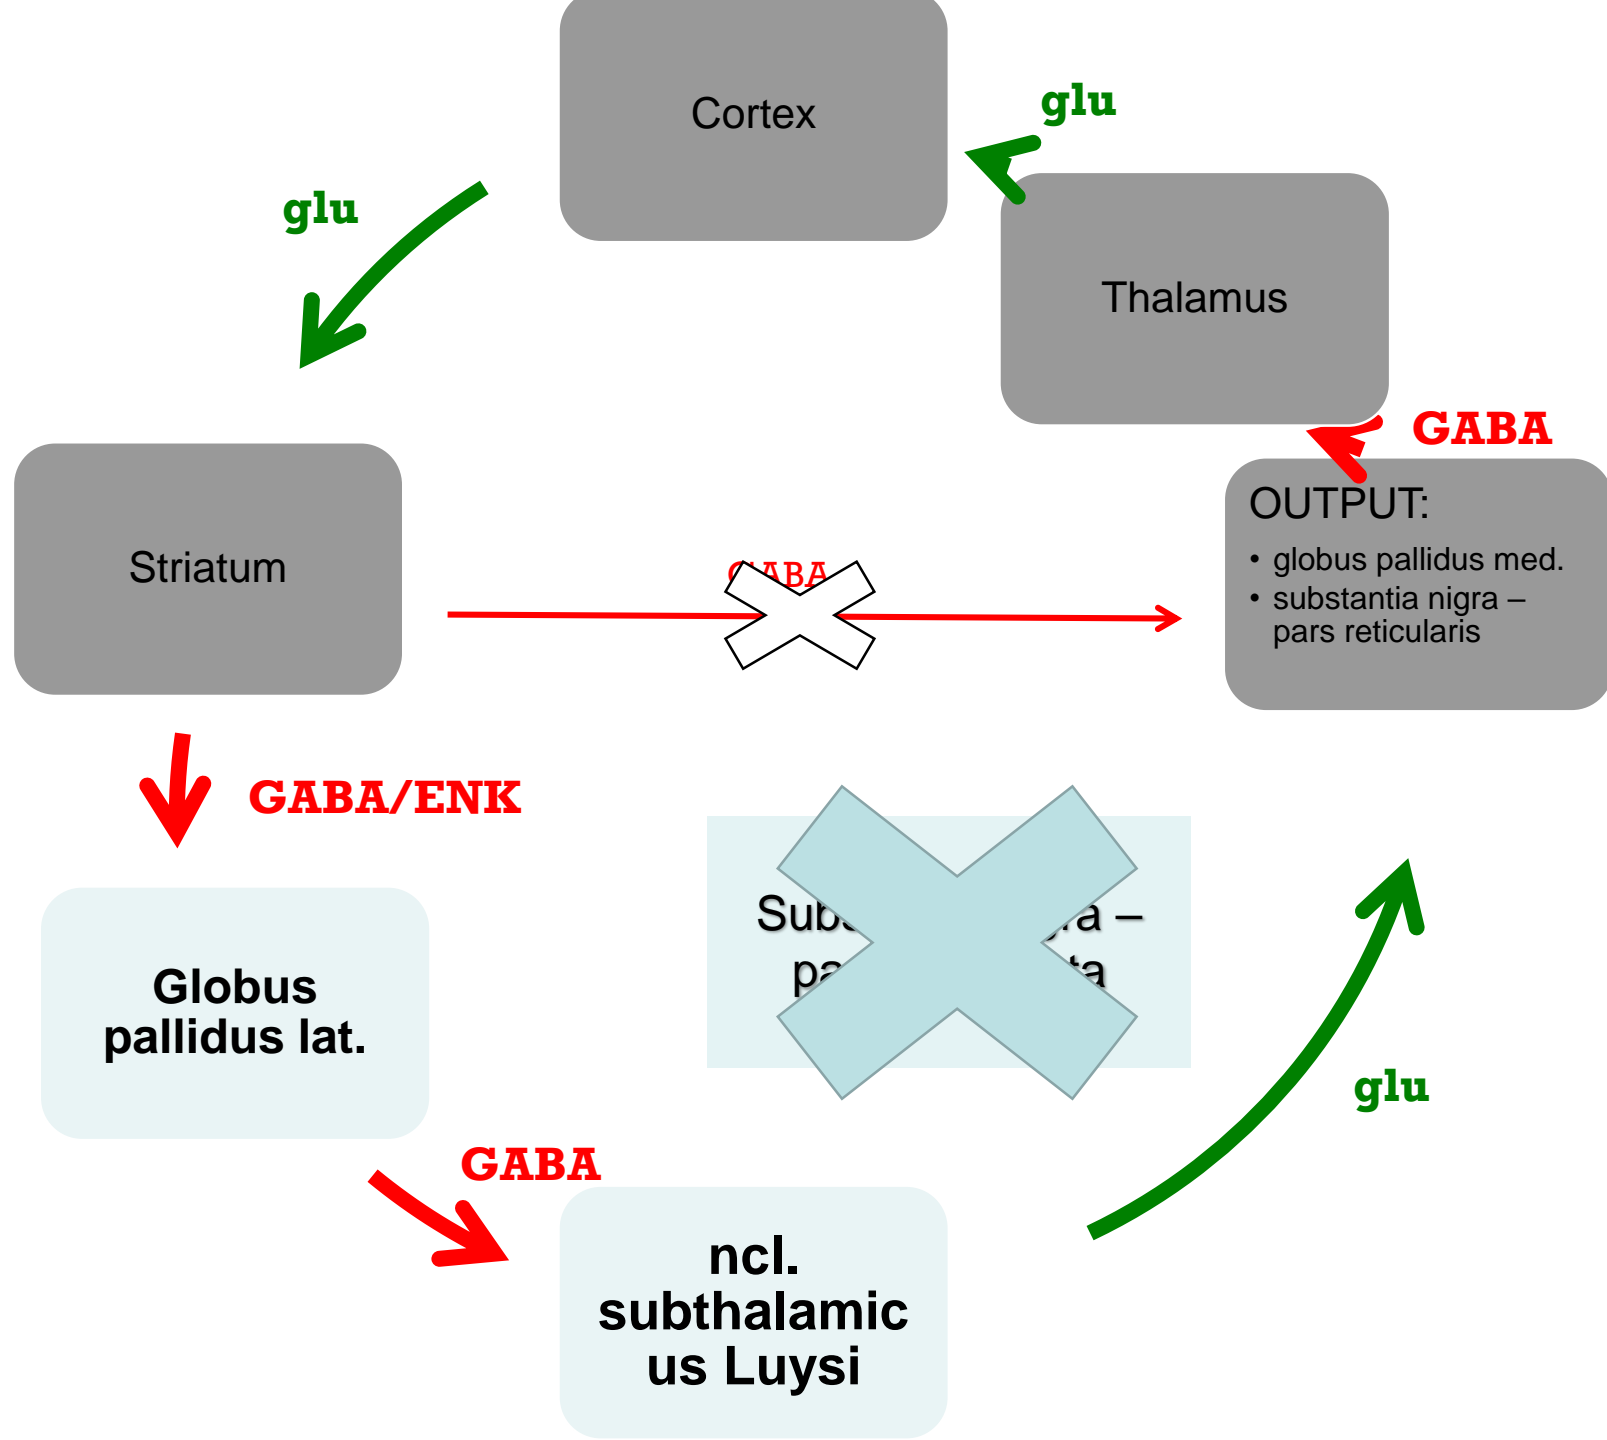 Cortex
glu
glu
Thalamus
GABA
Striatum
OUTPUT:
• globus pallidus med.
• substantia nigra –
pars reticularis
GABA/ENK
–
Globus
pallidus lat.
glu
GABA
ncl.
subthalamic
us Luysi